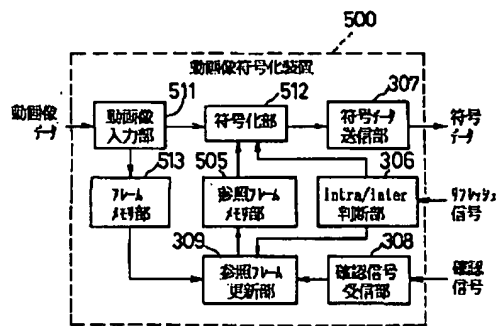 500
動画像符号化装置
511
512
307
動画像
データ
動画像
入力部
符号化部
符号データ
送信部
符号
データ
513
505
306
フレーム
メモリ部
参照フレーム
メモリ部
Intra/Inter
判断部
リフレッシュ
信号
309
308
参照フレーム
更新部
確認信号
受信部
確認
信号